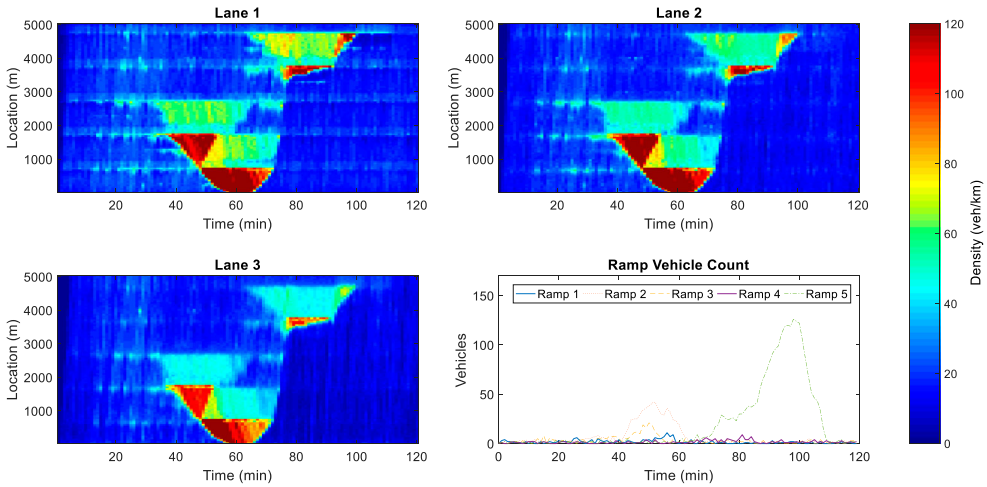 Lane 1
Location (m)
5000
4000
3000
2000
1000
20 40 60 80 100 120
Time (min)
Lane 2
Location (m)
5000
4000
3000
2000
1000
20 40 60 80 100 120
Time (min)
Lane 3
Location (m)
5000
4000
3000
2000
1000
20 40 60 80 100 120
Time (min)
Ramp Vehicle Count
Ramp 1 Ramp 2 Ramp 3 Ramp 4 Ramp 5
Vehicles
150
100
50
0
0 20 40 60 80 100 120
Time (min)
120
100
80
60
40
20
0
Density (veh/km)